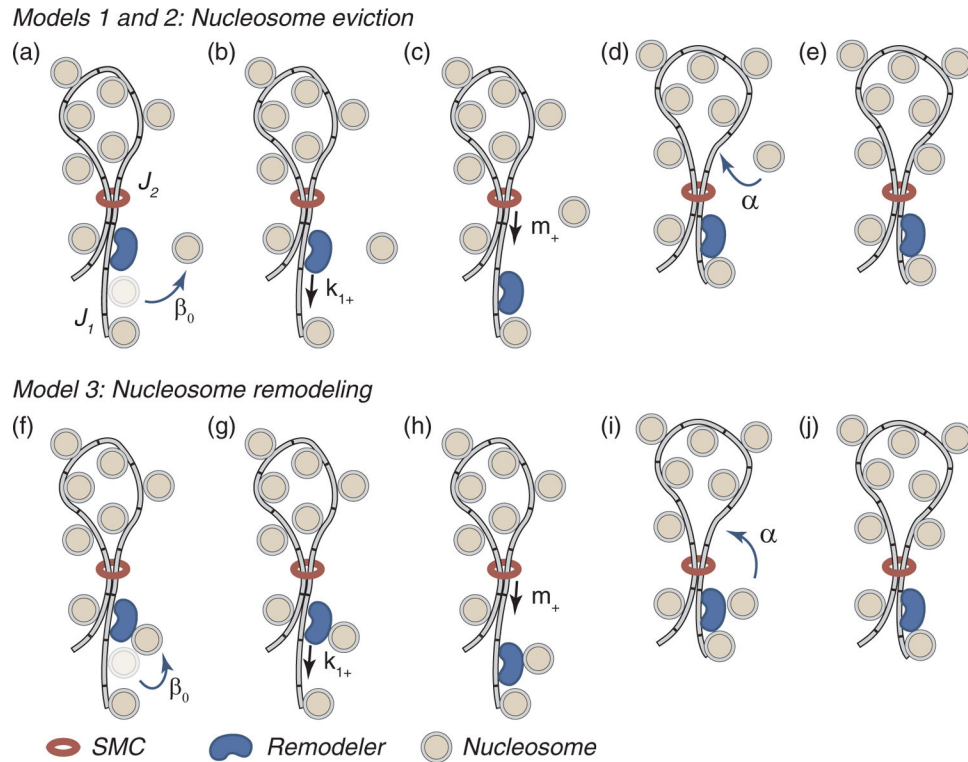 Models 1 and 2: Nucleosome eviction
(a) (b) (c) (d) (e)
J₂
m₊
α
k₁₊
J₁
β₀
Model 3: Nucleosome remodeling
(f) (g) (h) (i) (j)
α
m₊
k₁₊
β₀
SMC Remodeler Nucleosome